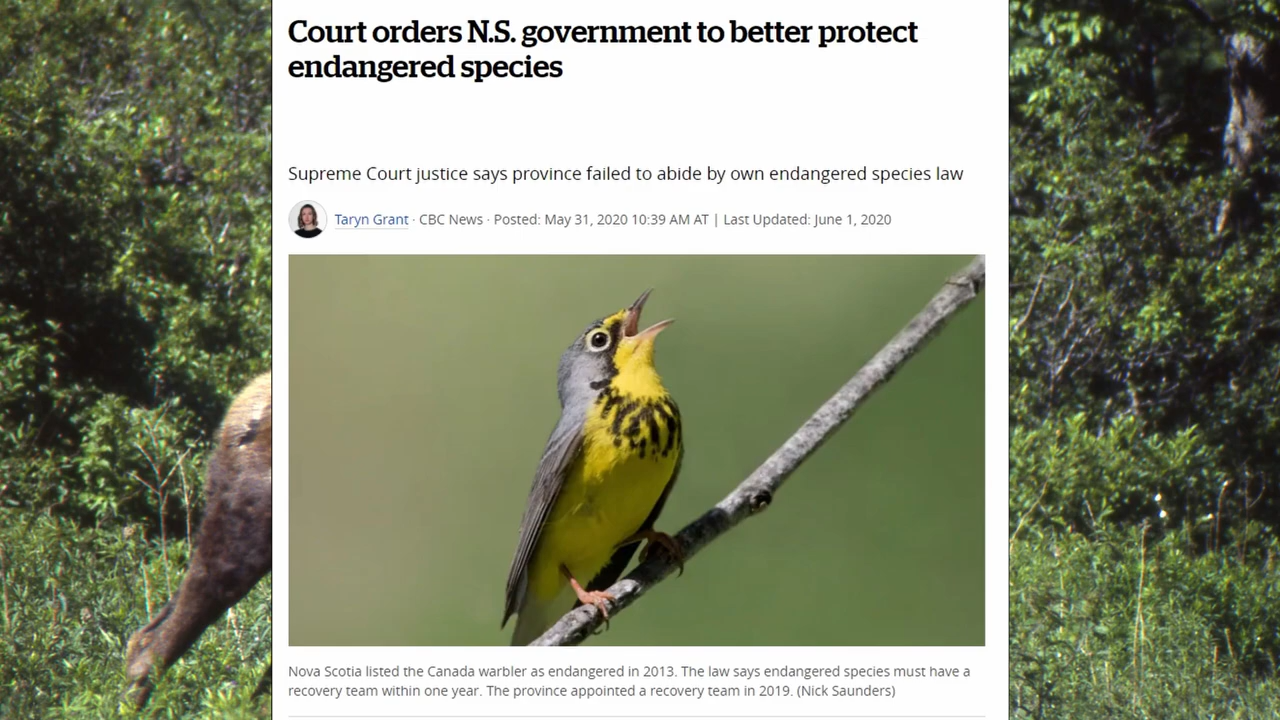 Court orders N.S. government to better protect
endangered species
Supreme Court justice says province failed to abide by own endangered species law
Taryn Grant · CBC News · Posted: May 31, 2020 10:39 AM AT | Last Updated: June 1, 2020
Nova Scotia listed the Canada warbler as endangered in 2013. The law says endangered species must have a
recovery team within one year. The province appointed a recovery team in 2019. (Nick Saunders)